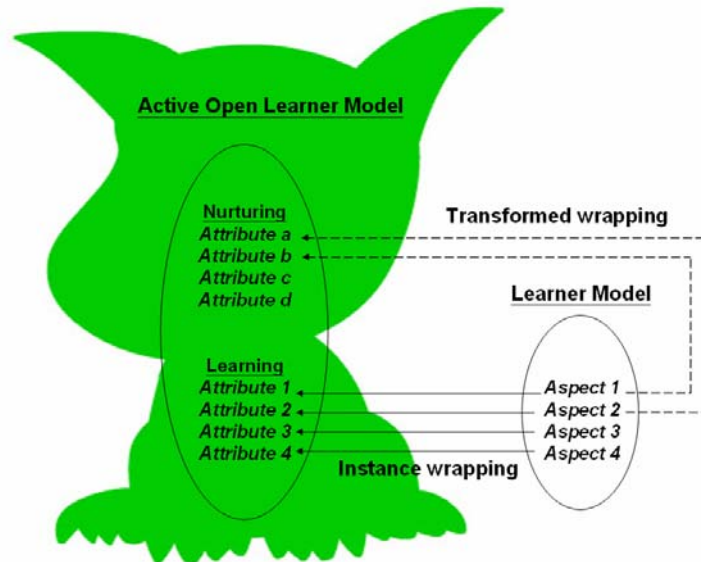 Active Open Learner Model
Nurturing
Attribute a
Attribute b
Attribute c
Attribute d
Transformed wrapping
Learner Model
Learning
Attribute 1
Attribute 2
Attribute 3
Attribute 4
Aspect 1
Aspect 2
Aspect 3
Aspect 4
Instance wrapping